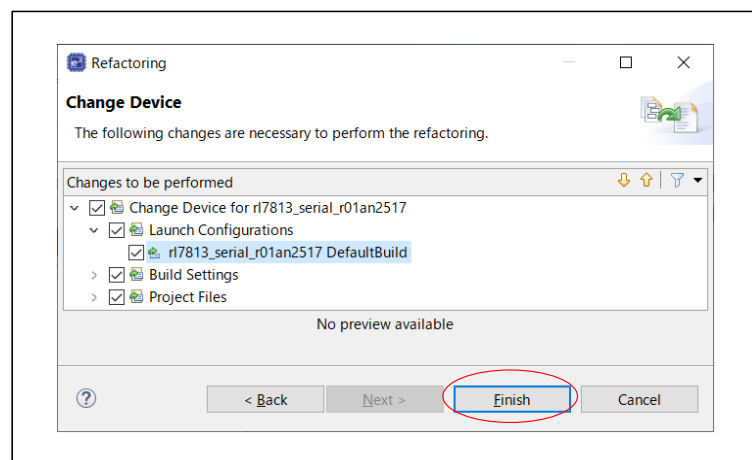 Refactoring
Change Device
The following changes are necessary to perform the refactoring.
Changes to be performed
Change Device for rl7813_serial_r01an2517
Launch Configurations
rl7813_serial_r01an2517 DefaultBuild
Build Settings
Project Files
No preview available
? < Back Next > Finish Cancel